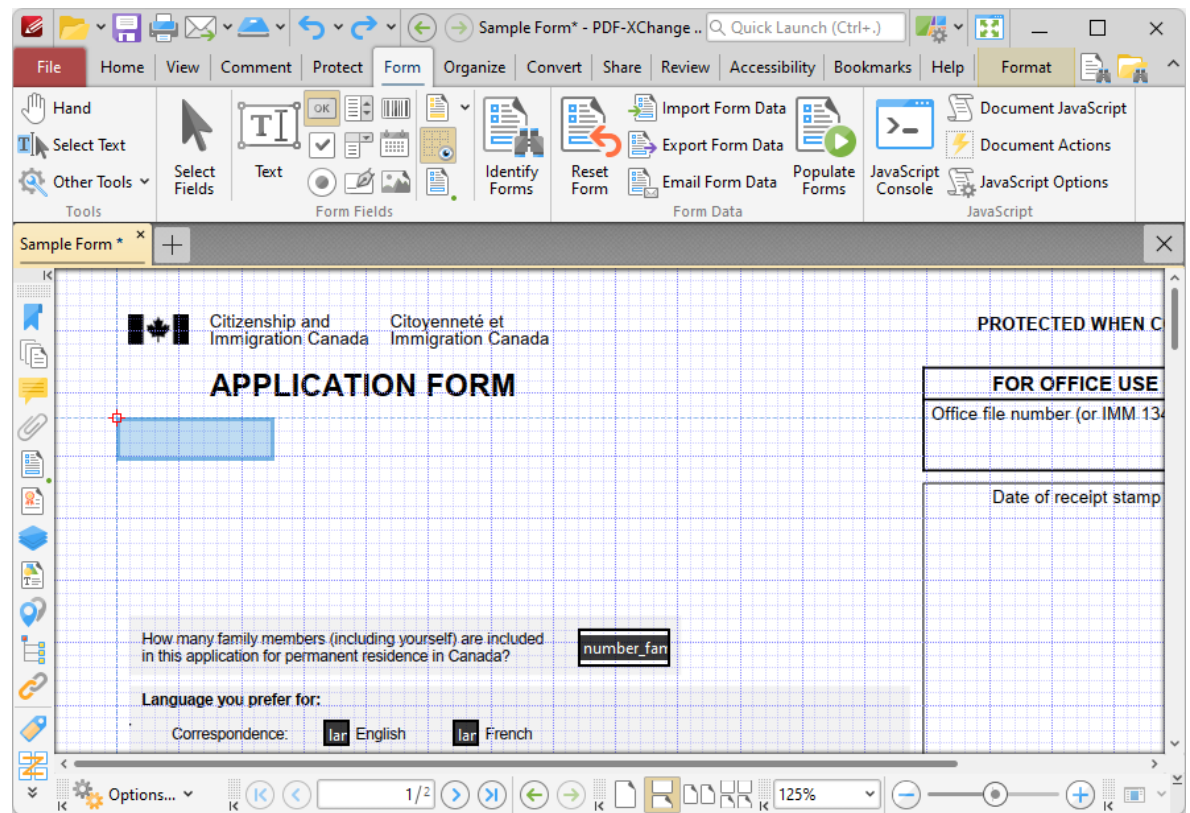 Sample Form* - PDF-XChange ..
Quick Launch (Ctrl+.)
File Home View Comment Protect Form Organize Convert Share Review Accessibility Bookmarks Help Format
Hand
Select Text
Other Tools
Tools
Select Fields
Text
OK
Form Fields
Identify Forms
Reset Form
Import Form Data
Export Form Data
Email Form Data
Populate Forms
Form Data
JavaScript Console
Document JavaScript
Document Actions
JavaScript Options
JavaScript
Sample Form *
Citizenship and Immigration Canada
Citoyenneté et Immigration Canada
PROTECTED WHEN C
APPLICATION FORM
FOR OFFICE USE
Office file number (or IMM 134
Date of receipt stamp
How many family members (including yourself) are included
in this application for permanent residence in Canada?
number_fan
Language you prefer for:
Correspondence: lar English lar French
Options...
1/2
125%